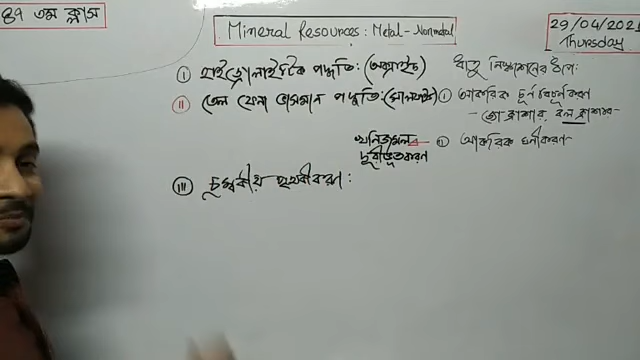 ৪৭ তম ক্লাস
Mineral Resources: Metal-Nonmetal
29/04/2021
Thursday
i হাইড্রোলাইটিক পদ্ধতি: (অক্সাইড)
ii তেল ফেনা ভাসমান পদ্ধতি: (সালফাইড)
iii চুম্বকীয় পৃথকীকরণ:
ধাতু নিষ্কাশনের ধাপ:
i আকরিক চূর্ণ বিচূর্ণকরণ
- জো ক্রাশার, বল ক্রাশার-
ii আকরিক ঘনীকরণ-
খনিজমল
দূরীভূতকরণ